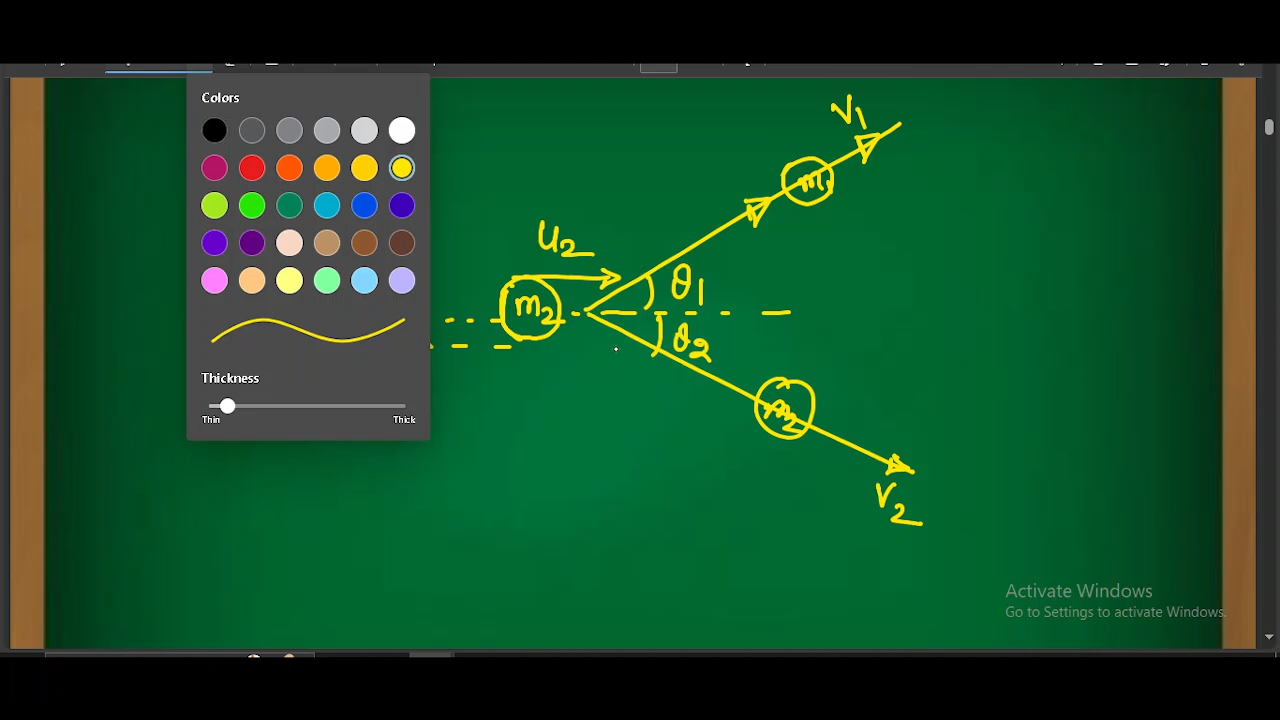 Colors
Thickness
Thin Thick
V1
m1
u2
m2
θ1
θ2
m2
V2
Activate Windows
Go to Settings to activate Windows.